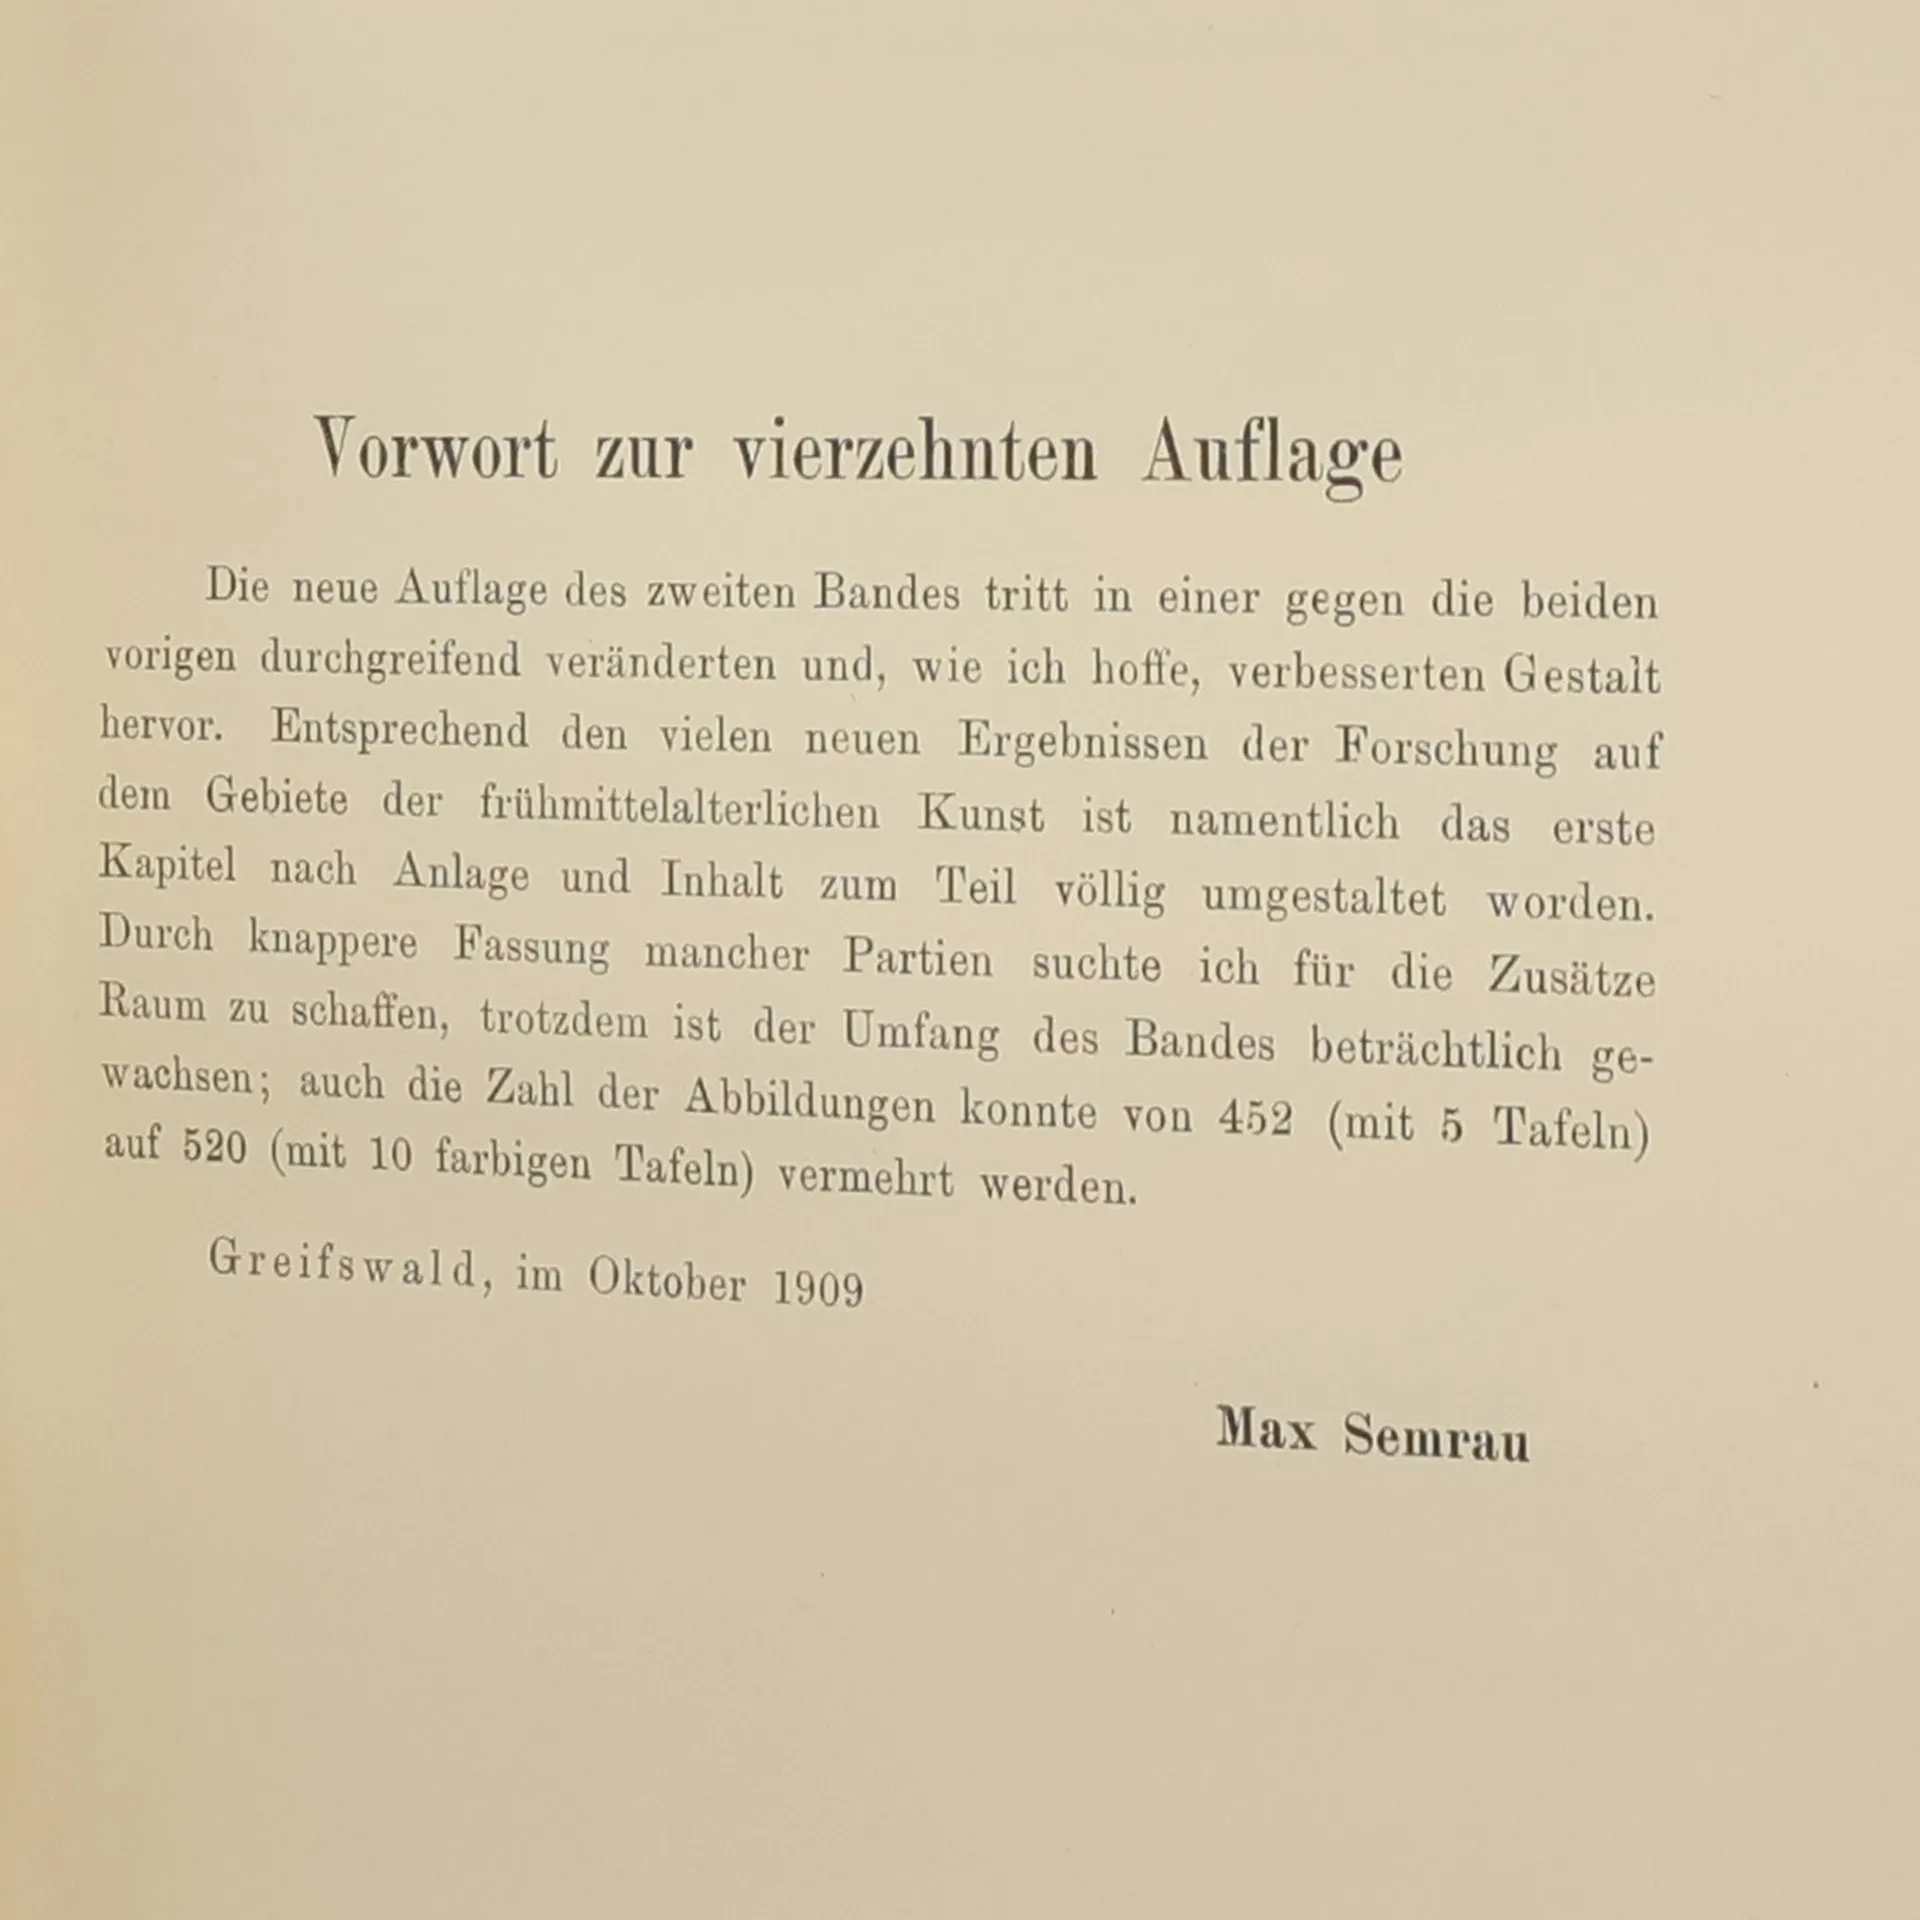 Vorwort zur vierzehnten Auflage
Die neue Auflage des zweiten Bandes tritt in einer gegen die beiden
vorigen durchgreifend veränderten und, wie ich hoffe, verbesserten Gestalt
hervor. Entsprechend den vielen neuen Ergebnissen der Forschung auf
dem Gebiete der frühmittelalterlichen Kunst ist namentlich das erste
Kapitel nach Anlage und Inhalt zum Teil völlig umgestaltet worden.
Durch knappere Fassung mancher Partien suchte ich für die Zusätze
Raum zu schaffen, trotzdem ist der Umfang des Bandes beträchtlich ge-
wachsen; auch die Zahl der Abbildungen konnte von 452 (mit 5 Tafeln)
auf 520 (mit 10 farbigen Tafeln) vermehrt werden.
Greifswald, im Oktober 1909
Max Semrau